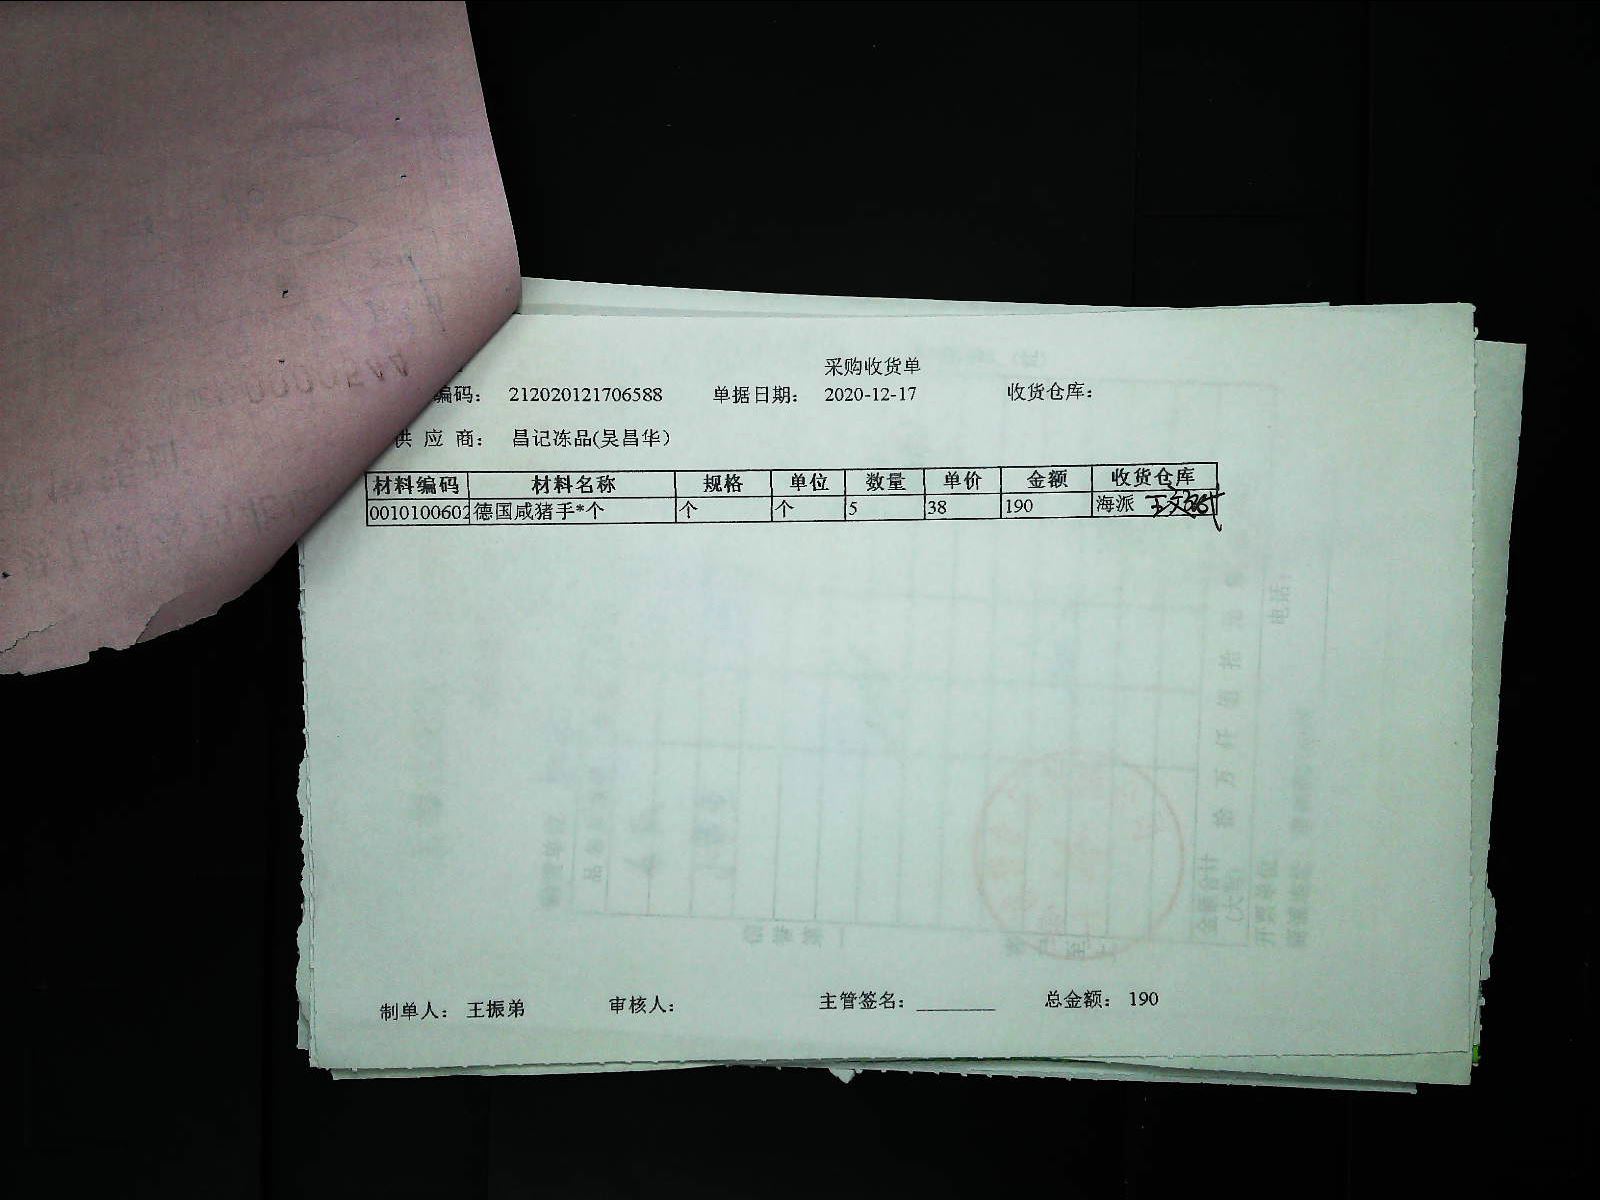 采购收货单
编码： 212020121706588 单据日期： 2020-12-17 收货仓库：
供 应 商： 昌记冻品(吴昌华)
材料编码 材料名称 规格 单位 数量 单价 金额 收货仓库
0010100602 德国咸猪手*个 个 个 5 38 190 海派
制单人： 王振弟 审核人： 主管签名：________ 总金额： 190